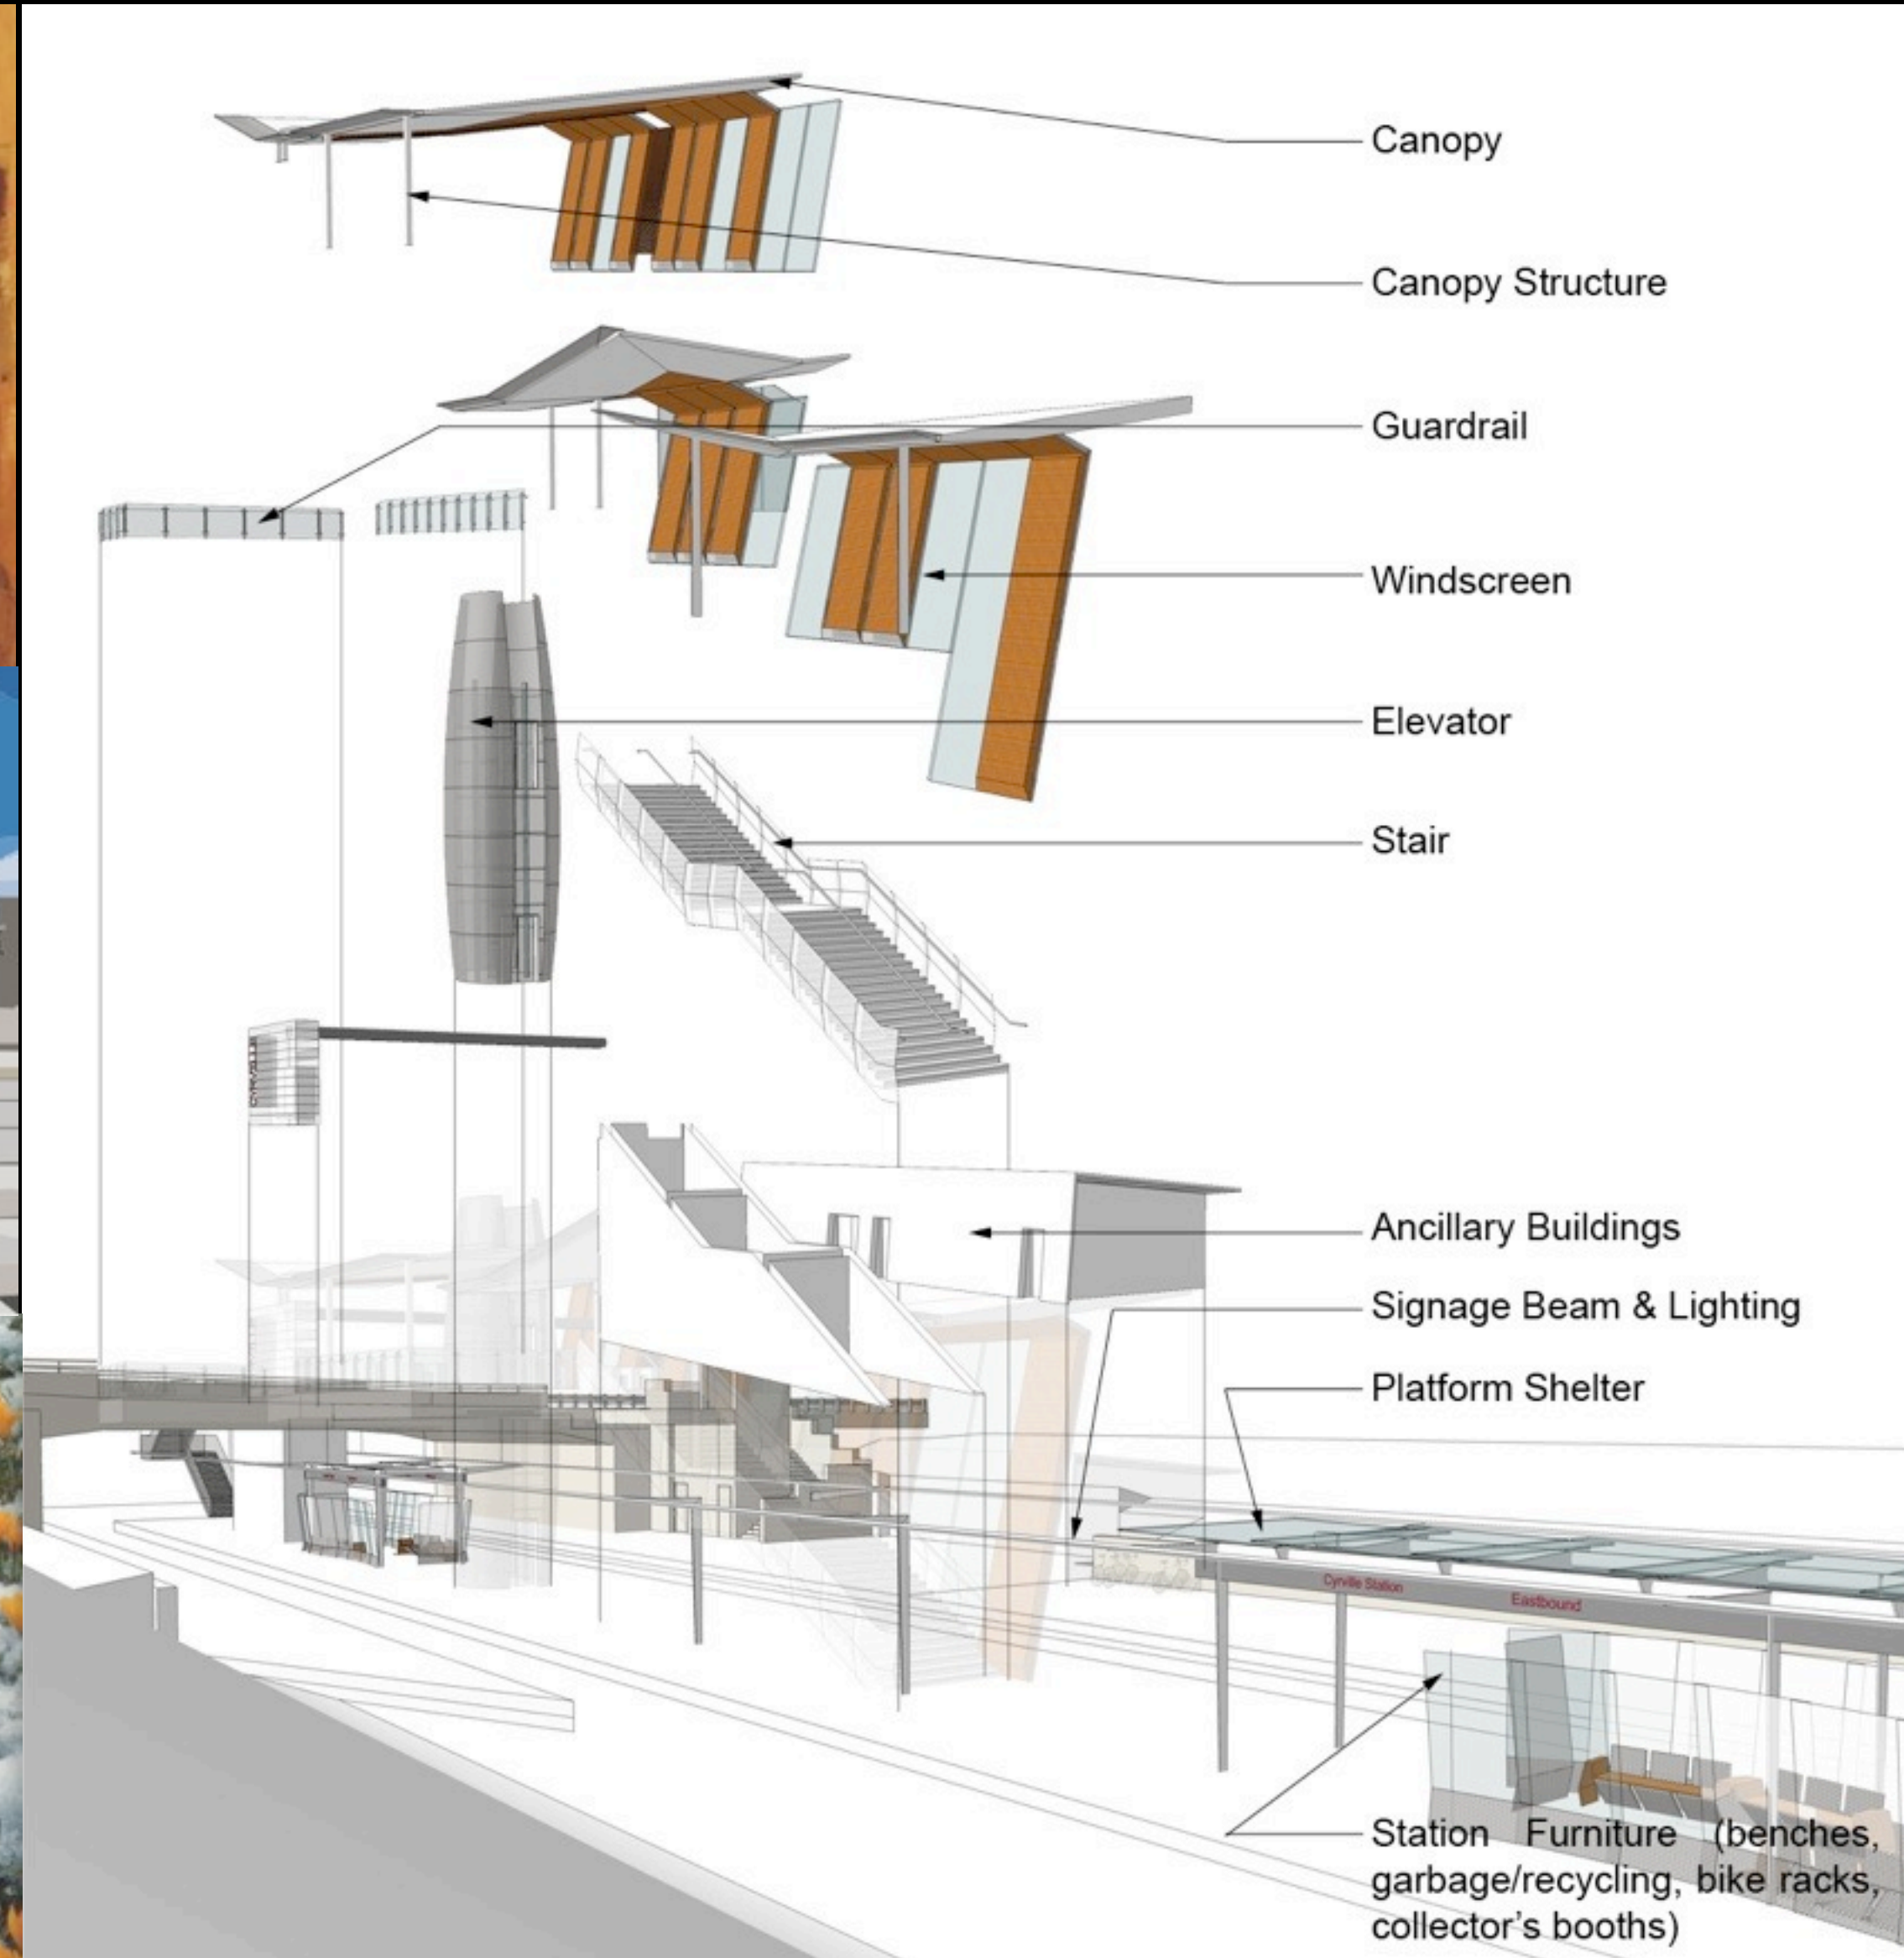 Canopy
Canopy Structure
Guardrail
Windscreen
Elevator
Stair
CYRVILLE
Ancillary Buildings
Signage Beam & Lighting
Platform Shelter
Cyrville Station
Eastbound
Station Furniture (benches,
garbage/recycling, bike racks,
collector's booths)